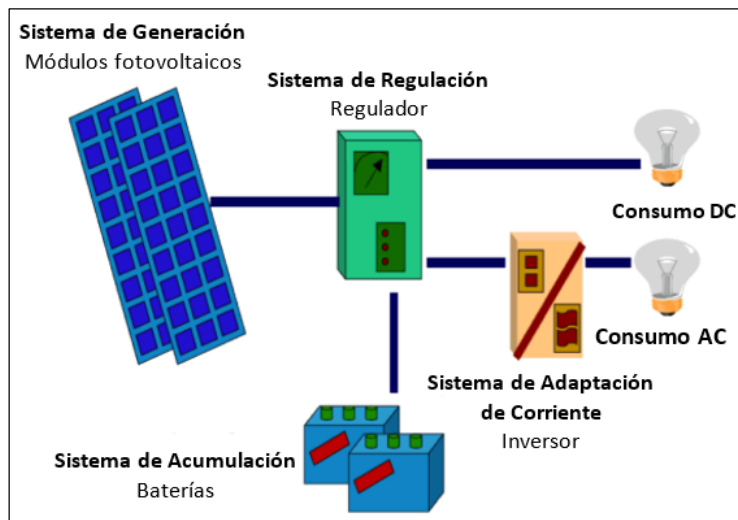 Sistema de Generación
Módulos fotovoltaicos
Sistema de Regulación
Regulador
Consumo DC
Consumo AC
Sistema de Adaptación
de Corriente
Inversor
Sistema de Acumulación
Baterías